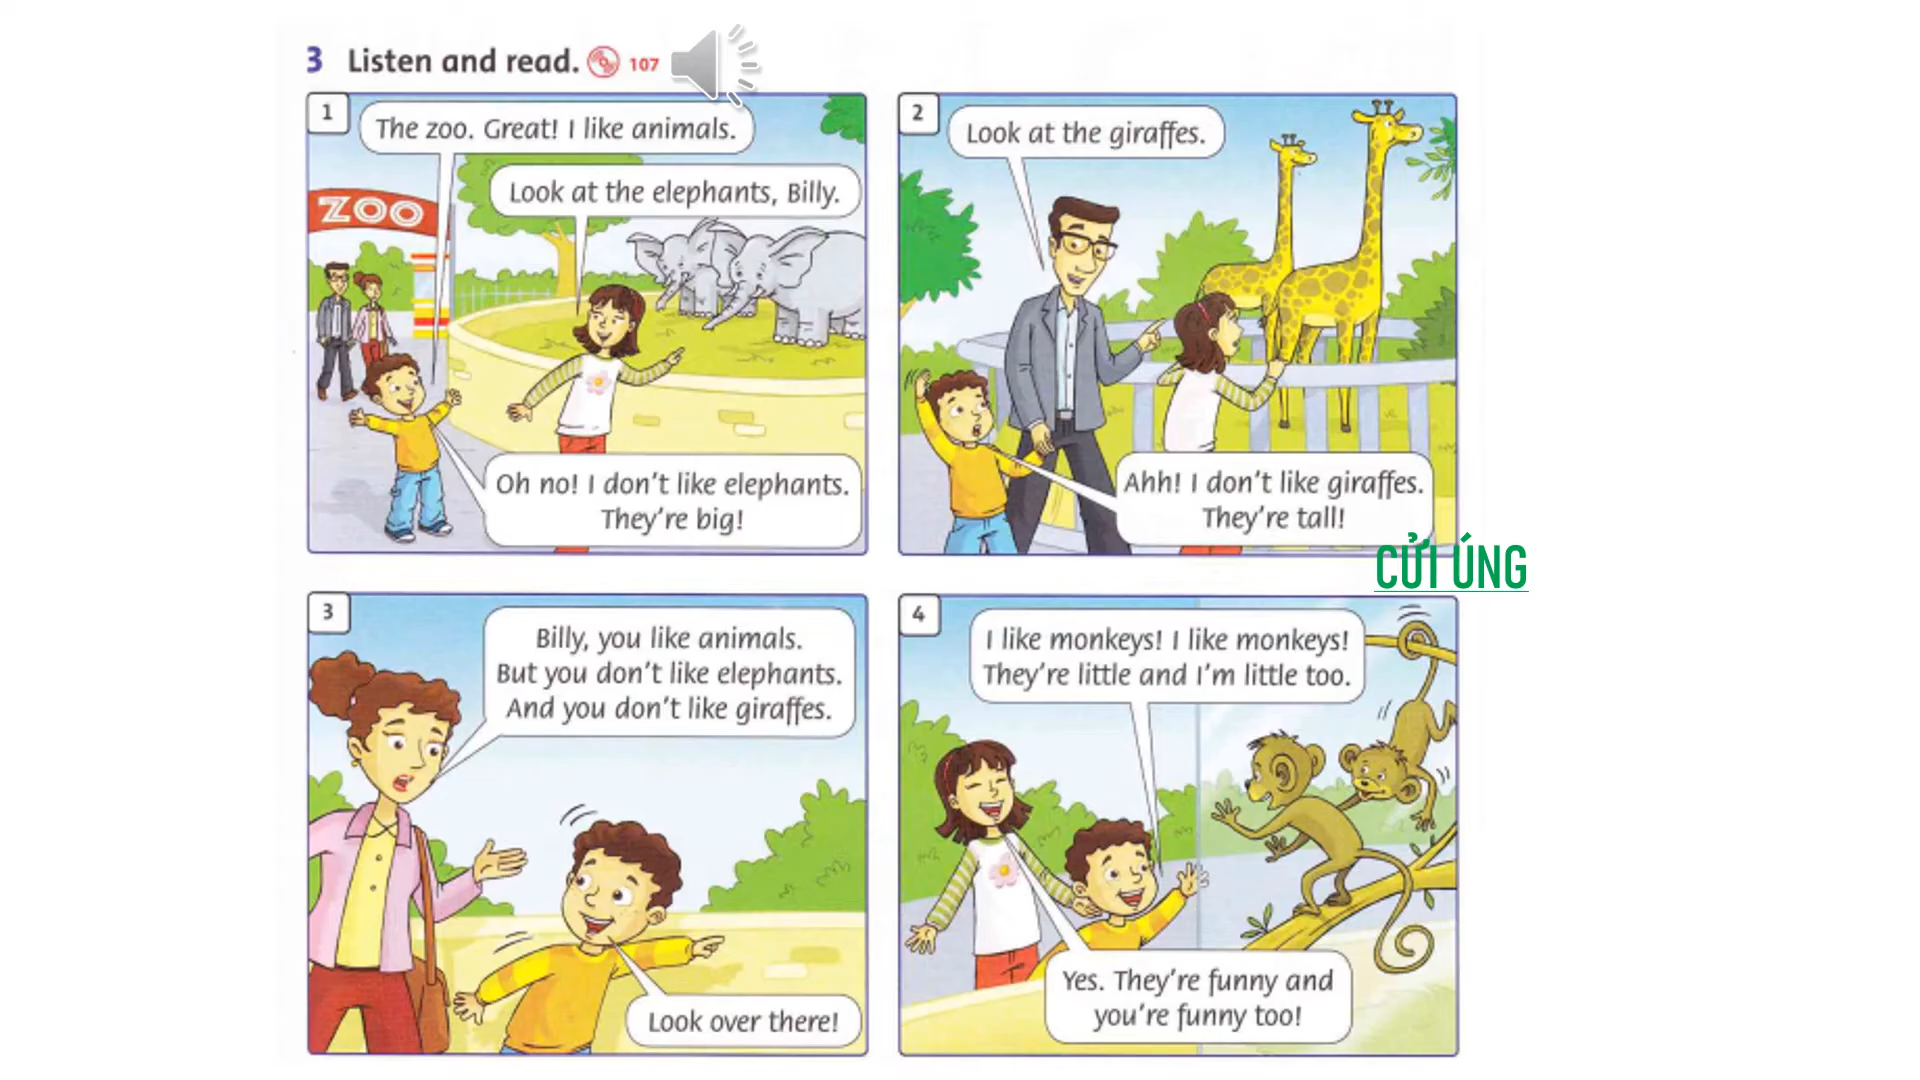 3 Listen and read. 107
1
The zoo. Great! I like animals.
Look at the elephants, Billy.
ZOO
Oh no! I don't like elephants.
They're big!
2
Look at the giraffes.
Ahh! I don't like giraffes.
They're tall!
CỬI ÚNG
3
Billy, you like animals.
But you don't like elephants.
And you don't like giraffes.
Look over there!
4
I like monkeys! I like monkeys!
They're little and I'm little too.
Yes. They're funny and
you're funny too!